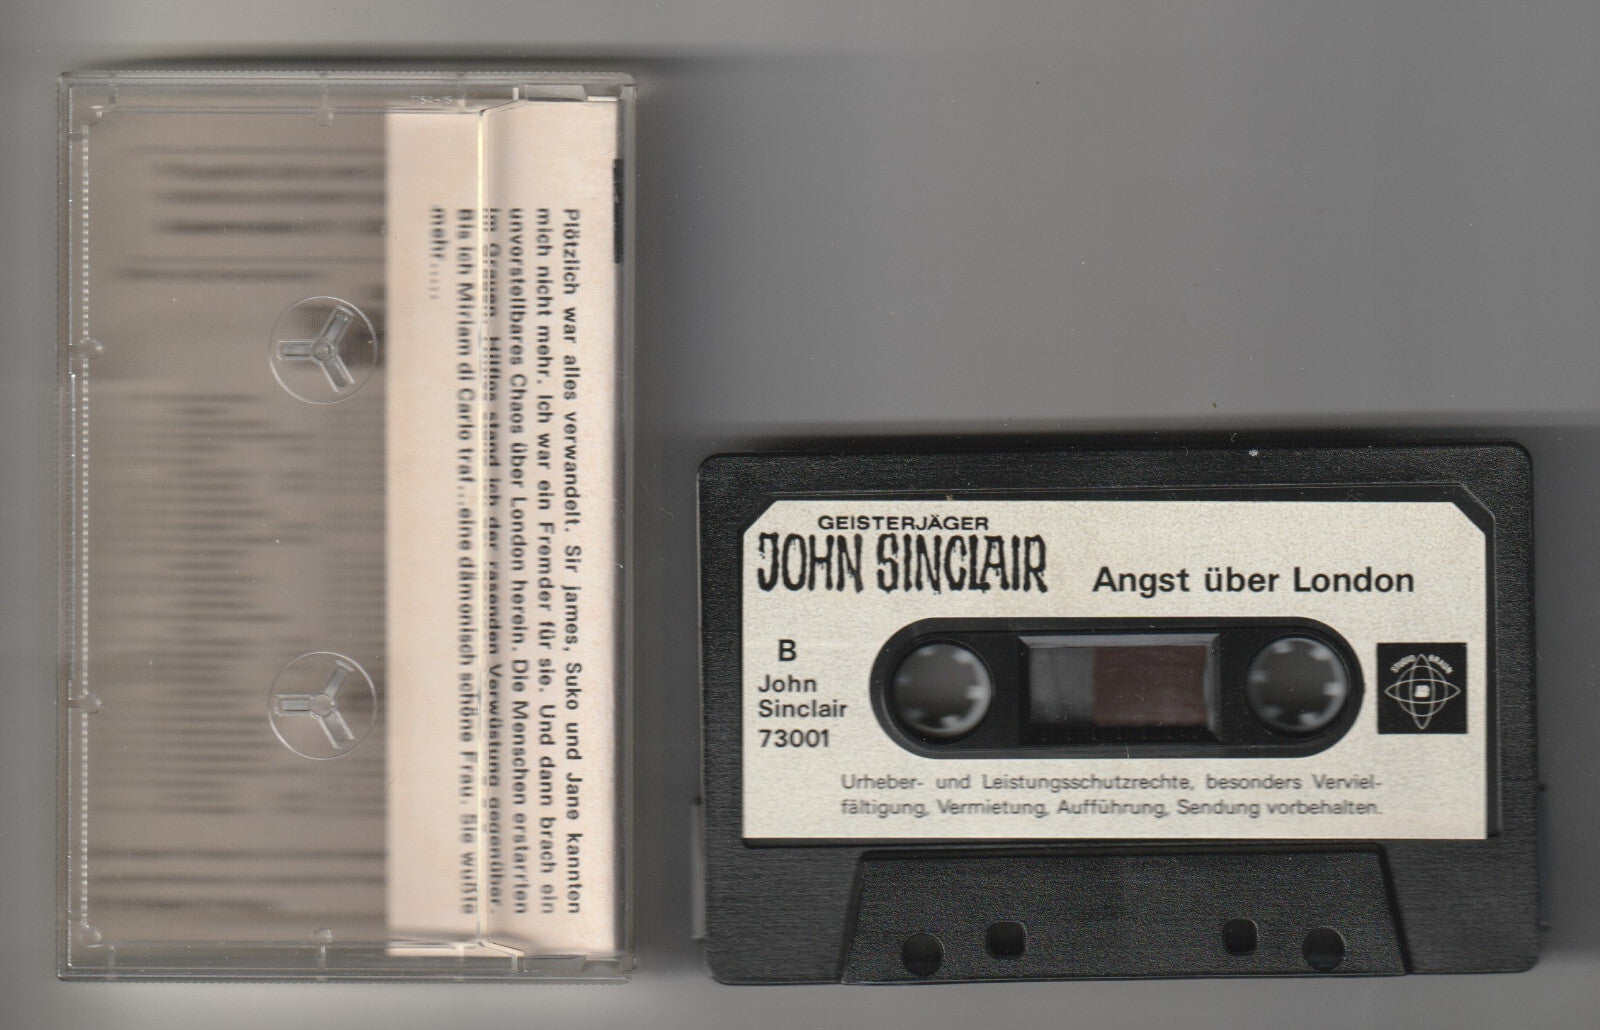 Plötzlich war alles verwandelt. Sir james, Suko und Jane kannten
mich nicht mehr. Ich war ein Fremder für sie. Und dann brach ein
unvorstellbares Chaos über London herein. Die Menschen erstarrten
im Grauen. Hilflos stand ich der rasenden Verwüstung gegenüber.
Bis ich Miriam di Carlo traf...eine dämonisch schöne Frau. Sie wußte
mehr.....
GEISTERJÄGER
JOHN SINCLAIR
Angst über London
B
John
Sinclair
73001
STUDIO BRAUN
Urheber- und Leistungsschutzrechte, besonders Verviel-
fältigung, Vermietung, Aufführung, Sendung vorbehalten.